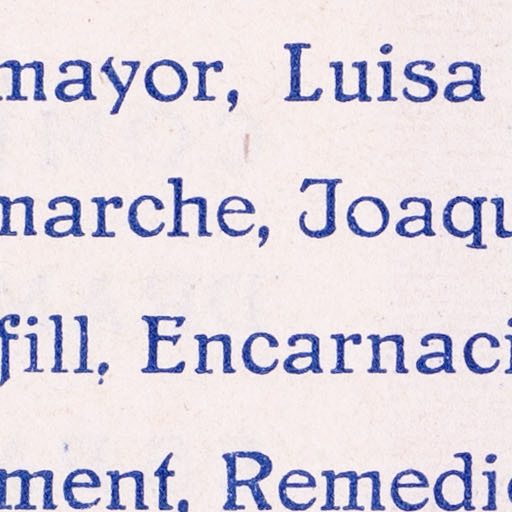 mayor, Luisa
marche, Joaqu
fill, Encarnaci
ment, Remedi